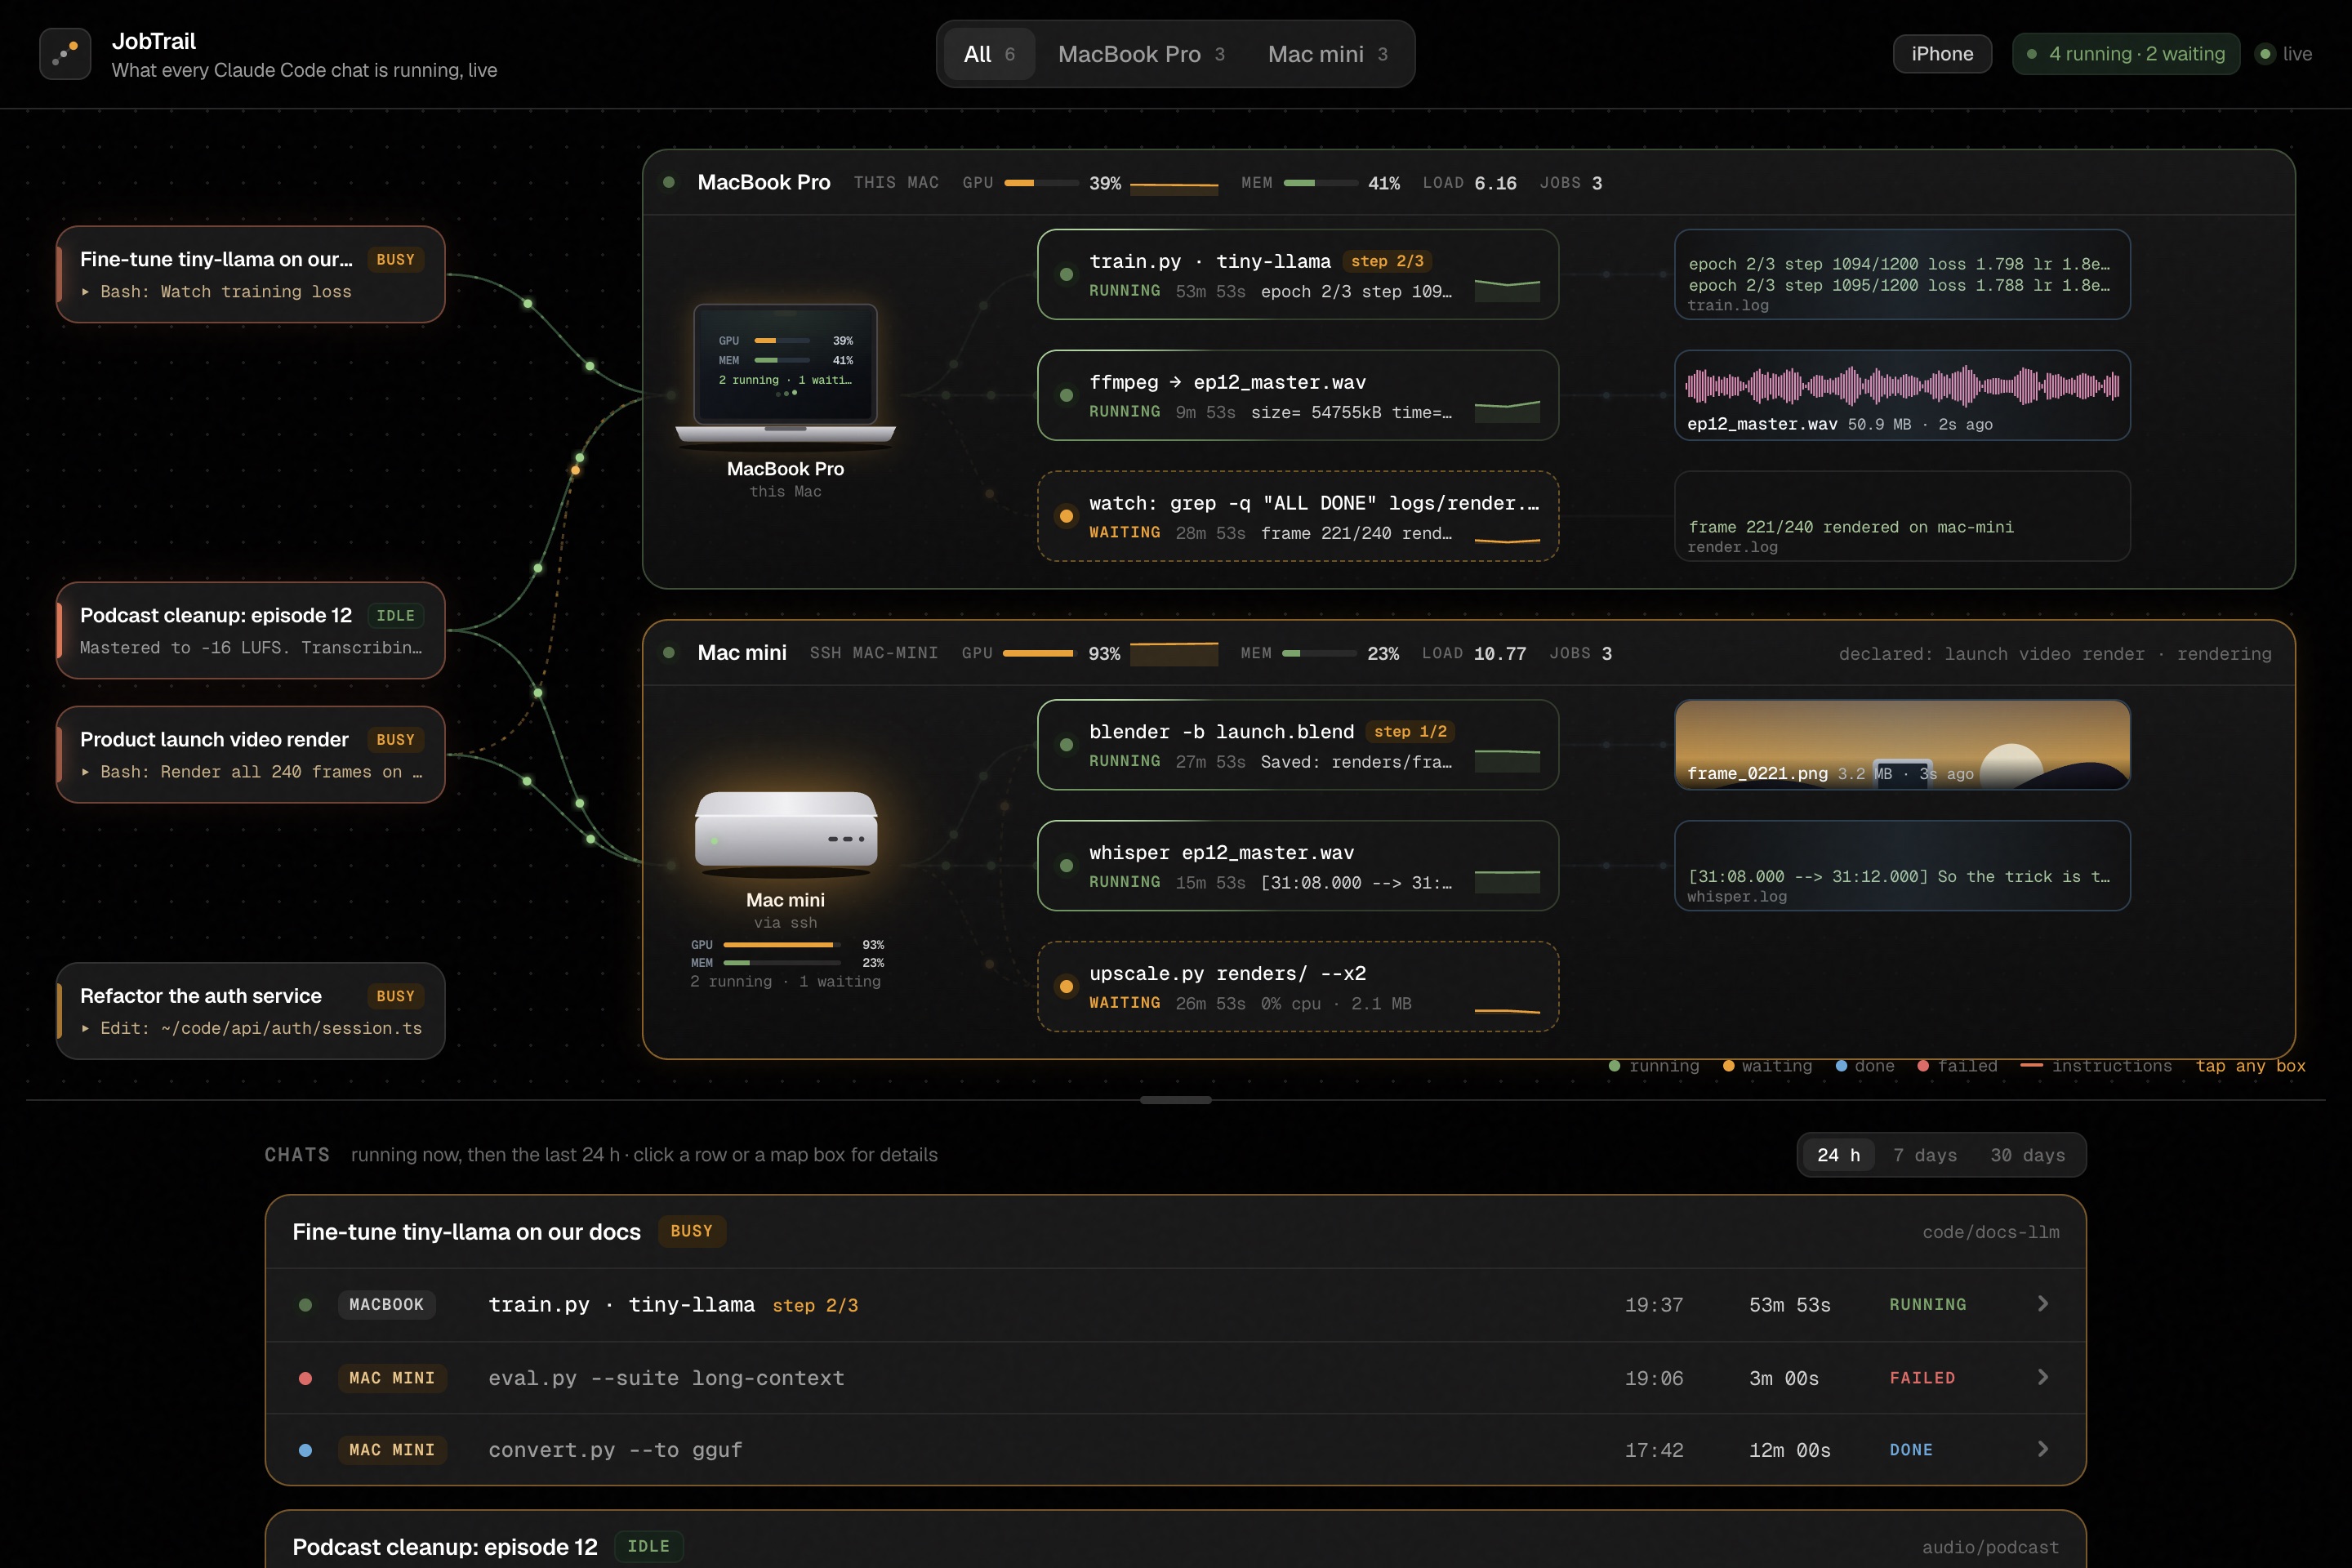 JobTrail
What every Claude Code chat is running, live
All 6 MacBook Pro 3 Mac mini 3
iPhone
4 running · 2 waiting
live
Fine-tune tiny-llama on our… BUSY
▸ Bash: Watch training loss
Podcast cleanup: episode 12 IDLE
Mastered to -16 LUFS. Transcribin…
Product launch video render BUSY
▸ Bash: Render all 240 frames on …
Refactor the auth service BUSY
▸ Edit: ~/code/api/auth/session.ts
MacBook Pro THIS MAC GPU 39% MEM 41% LOAD 6.16 JOBS 3
GPU 39%
MEM 41%
2 running · 1 waiti…
MacBook Pro
this Mac
train.py · tiny-llama step 2/3
RUNNING 53m 53s epoch 2/3 step 109…
epoch 2/3 step 1094/1200 loss 1.798 lr 1.8e…
epoch 2/3 step 1095/1200 loss 1.788 lr 1.8e…
train.log
ffmpeg → ep12_master.wav
RUNNING 9m 53s size= 54755kB time=…
ep12_master.wav 50.9 MB · 2s ago
watch: grep -q "ALL DONE" logs/render.…
WAITING 28m 53s frame 221/240 rend…
frame 221/240 rendered on mac-mini
render.log
Mac mini SSH MAC-MINI GPU 93% MEM 23% LOAD 10.77 JOBS 3 declared: launch video render · rendering
Mac mini
via ssh
GPU 93%
MEM 23%
2 running · 1 waiting
blender -b launch.blend step 1/2
RUNNING 27m 53s Saved: renders/fra…
frame_0221.png 3.2 MB · 3s ago
whisper ep12_master.wav
RUNNING 15m 53s [31:08.000 --> 31:…
[31:08.000 --> 31:12.000] So the trick is t…
whisper.log
upscale.py renders/ --x2
WAITING 26m 53s 0% cpu · 2.1 MB
running waiting done failed instructions tap any box
CHATS running now, then the last 24 h · click a row or a map box for details
24 h 7 days 30 days
Fine-tune tiny-llama on our docs BUSY code/docs-llm
MACBOOK train.py · tiny-llama step 2/3 19:37 53m 53s RUNNING
MAC MINI eval.py --suite long-context 19:06 3m 00s FAILED
MAC MINI convert.py --to gguf 17:42 12m 00s DONE
Podcast cleanup: episode 12 IDLE audio/podcast